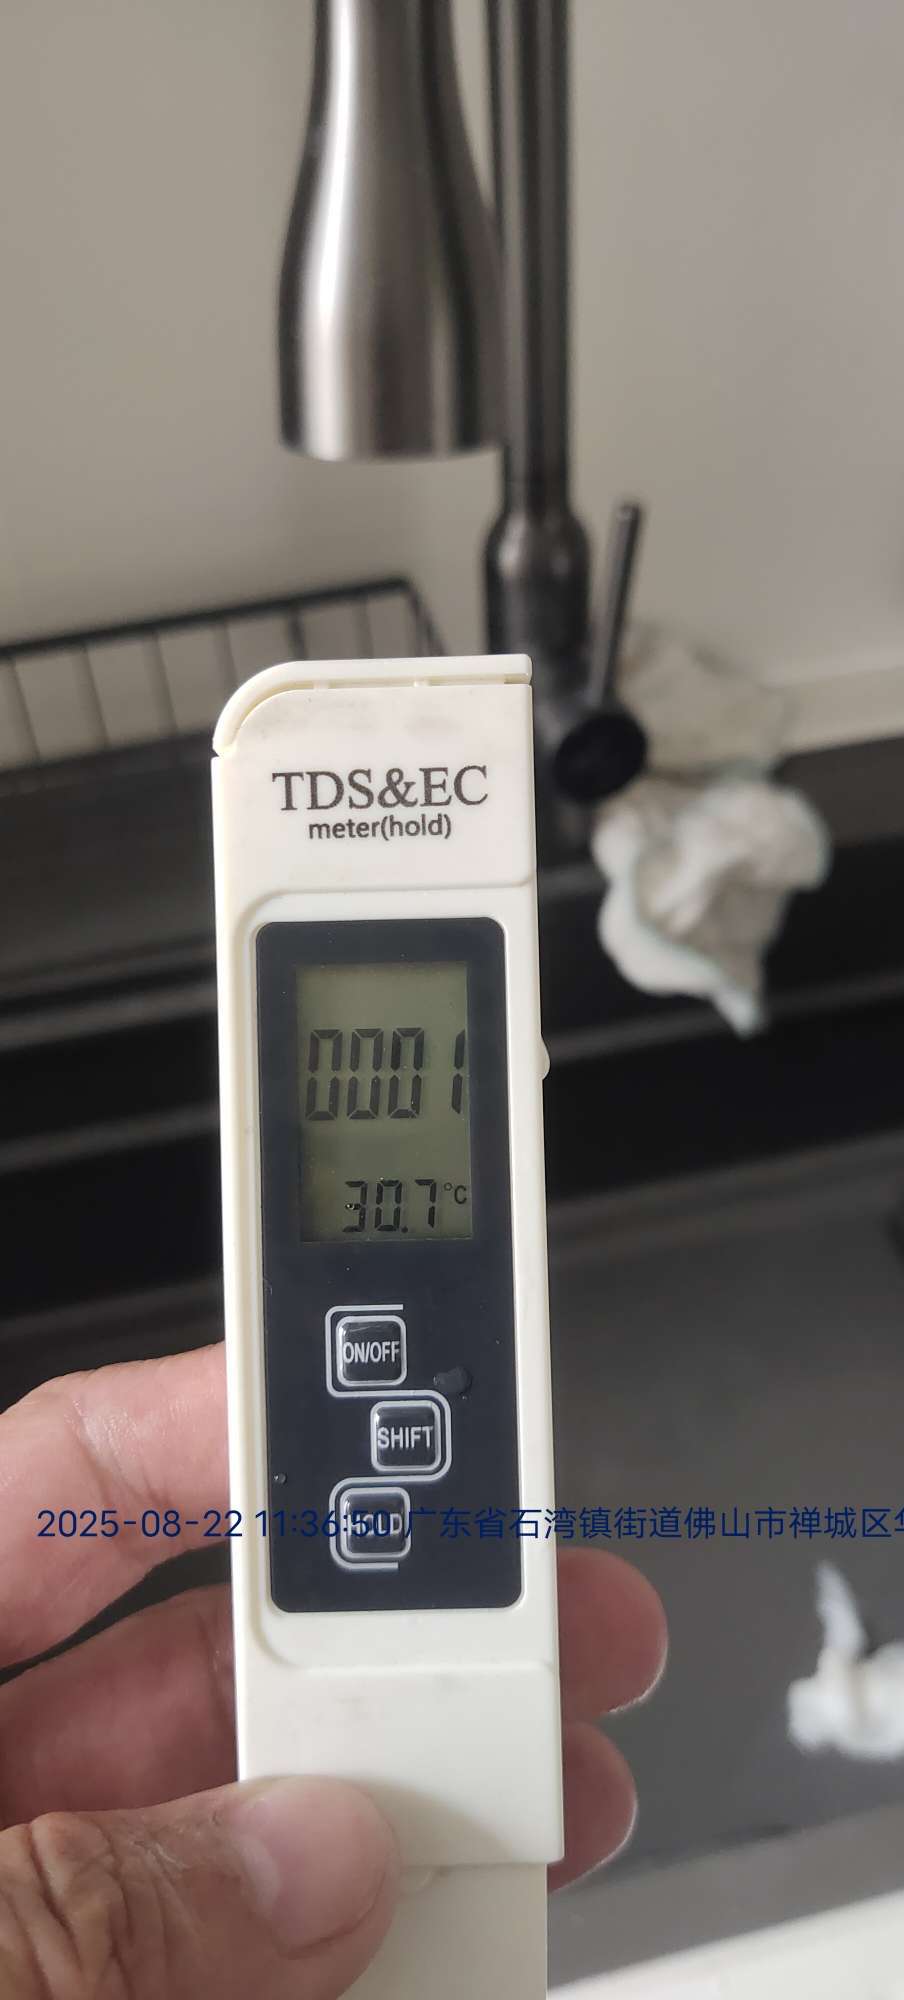 TDS&EC
meter(hold)
0001
30.7°C
ON/OFF
SHIFT
2025-08-22 11:36:50 广东省石湾镇街道佛山市禅城区